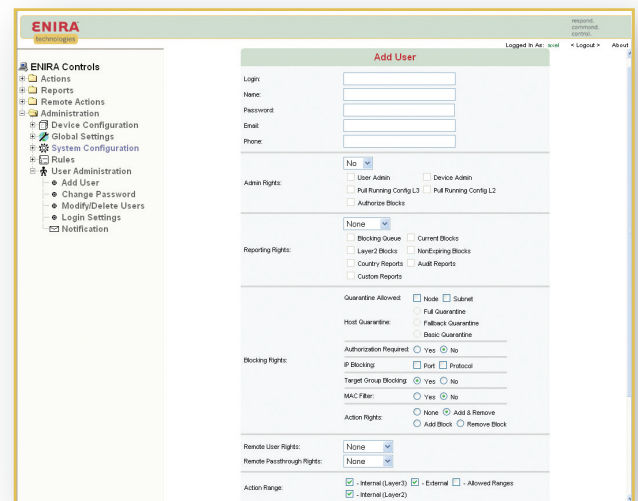 ENIRA
technologies
respond.
command.
control.
Logged In As: axel < Logout > About
ENIRA Controls
Actions
Reports
Remote Actions
Administration
Device Configuration
Global Settings
System Configuration
Rules
User Administration
Add User
Change Password
Modify/Delete Users
Login Settings
Notification
Add User
Login:
Name:
Password:
Email:
Phone:
Admin Rights:
No
User Admin Device Admin
Pull Running Config L3 Pull Running Config L2
Authorize Blocks
Reporting Rights:
None
Blocking Queue Current Blocks
Layer2 Blocks NonExpiring Blocks
Country Reports Audit Reports
Custom Reports
Blocking Rights:
Quarantine Allowed: Node Subnet
Host Quarantine:
Full Quarantine
Fallback Quarantine
Basic Quarantine
Authorization Required: Yes No
IP Blocking: Port Protocol
Target Group Blocking: Yes No
MAC Filter: Yes No
Action Rights:
None Add & Remove
Add Block Remove Block
Remote User Rights: None
Remote Passthrough Rights: None
Action Range:
- Internal (Layer3) - External - Allowed Ranges
- Internal (Layer2)